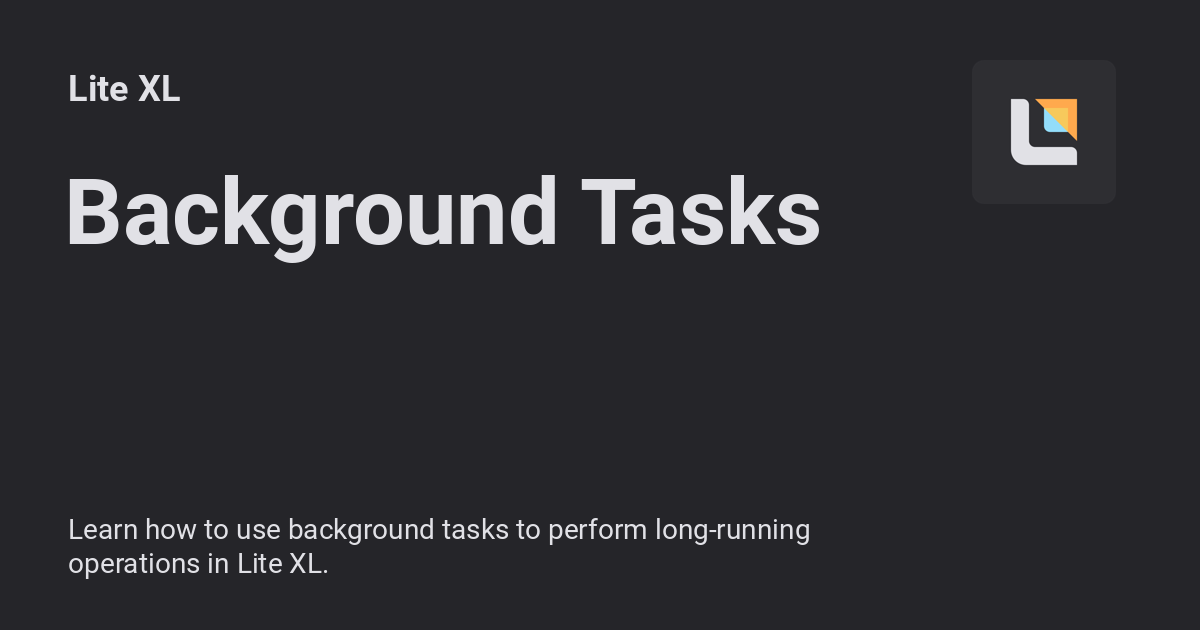 Lite XL
Background Tasks
Learn how to use background tasks to perform long-running
operations in Lite XL.